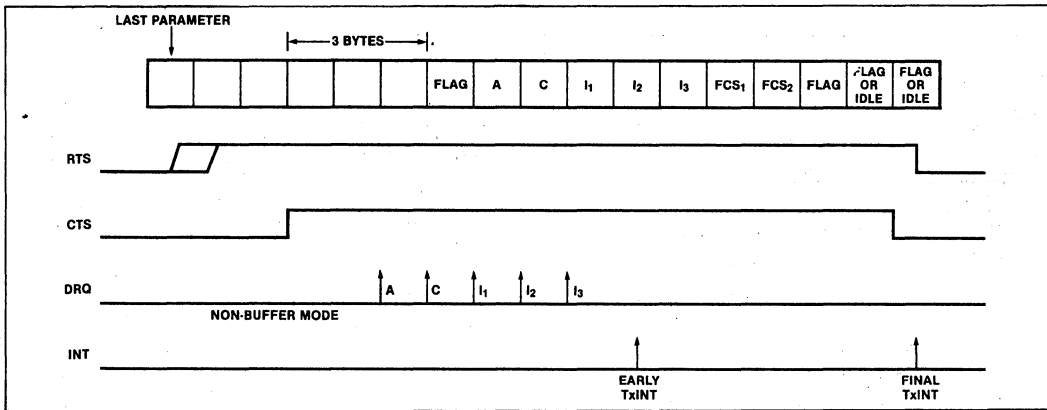 LAST PARAMETER
3 BYTES
FLAG A C I₁ I₂ I₃ FCS₁ FCS₂ FLAG FLAG OR IDLE FLAG OR IDLE
RTS
CTS
DRQ A C I₁ I₂ I₃
NON-BUFFER MODE
INT
EARLY TxINT
FINAL TxINT